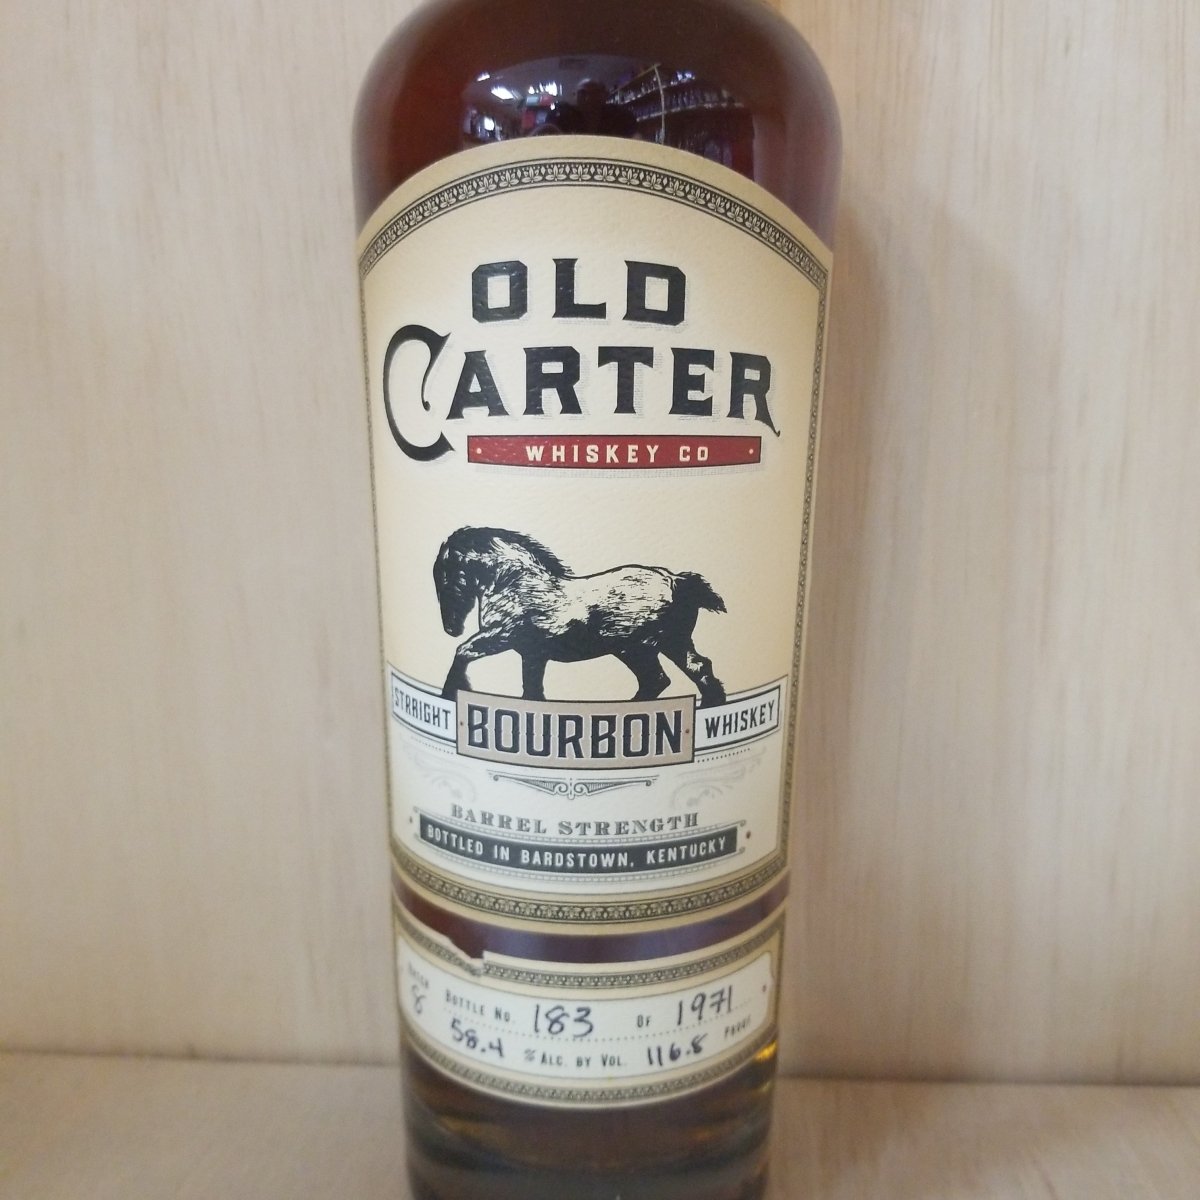 OLD
CARTER
WHISKEY CO
STRAIGHT BOURBON WHISKEY
BARREL STRENGTH
BOTTLED IN BARDSTOWN, KENTUCKY
BATCH 8 BOTTLE NO. 183 OF 1971
58.4 % ALC. BY VOL. 116.8 PROOF